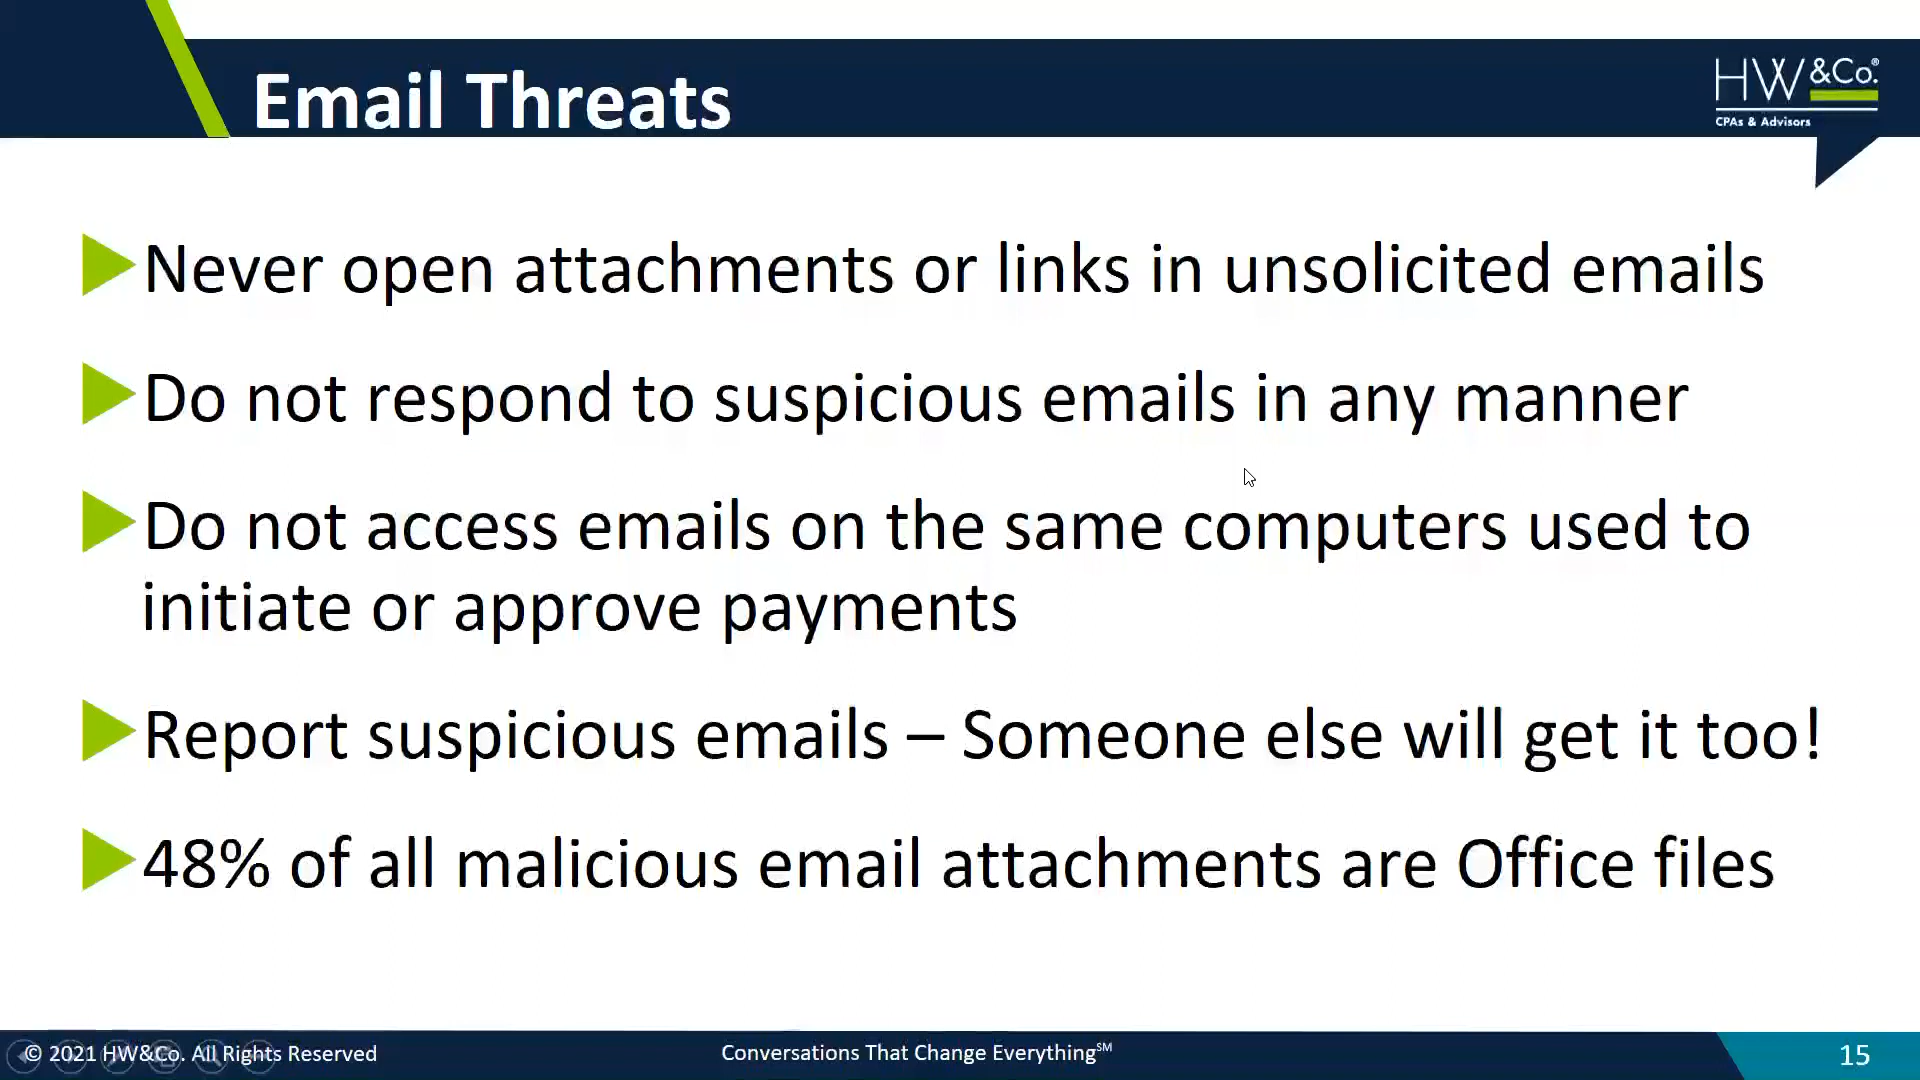 Email Threats
HW&Co.®
CPAs & Advisors
Never open attachments or links in unsolicited emails
Do not respond to suspicious emails in any manner
Do not access emails on the same computers used to
initiate or approve payments
Report suspicious emails – Someone else will get it too!
48% of all malicious email attachments are Office files
© 2021 HW&Co. All Rights Reserved
Conversations That Change Everything℠
15